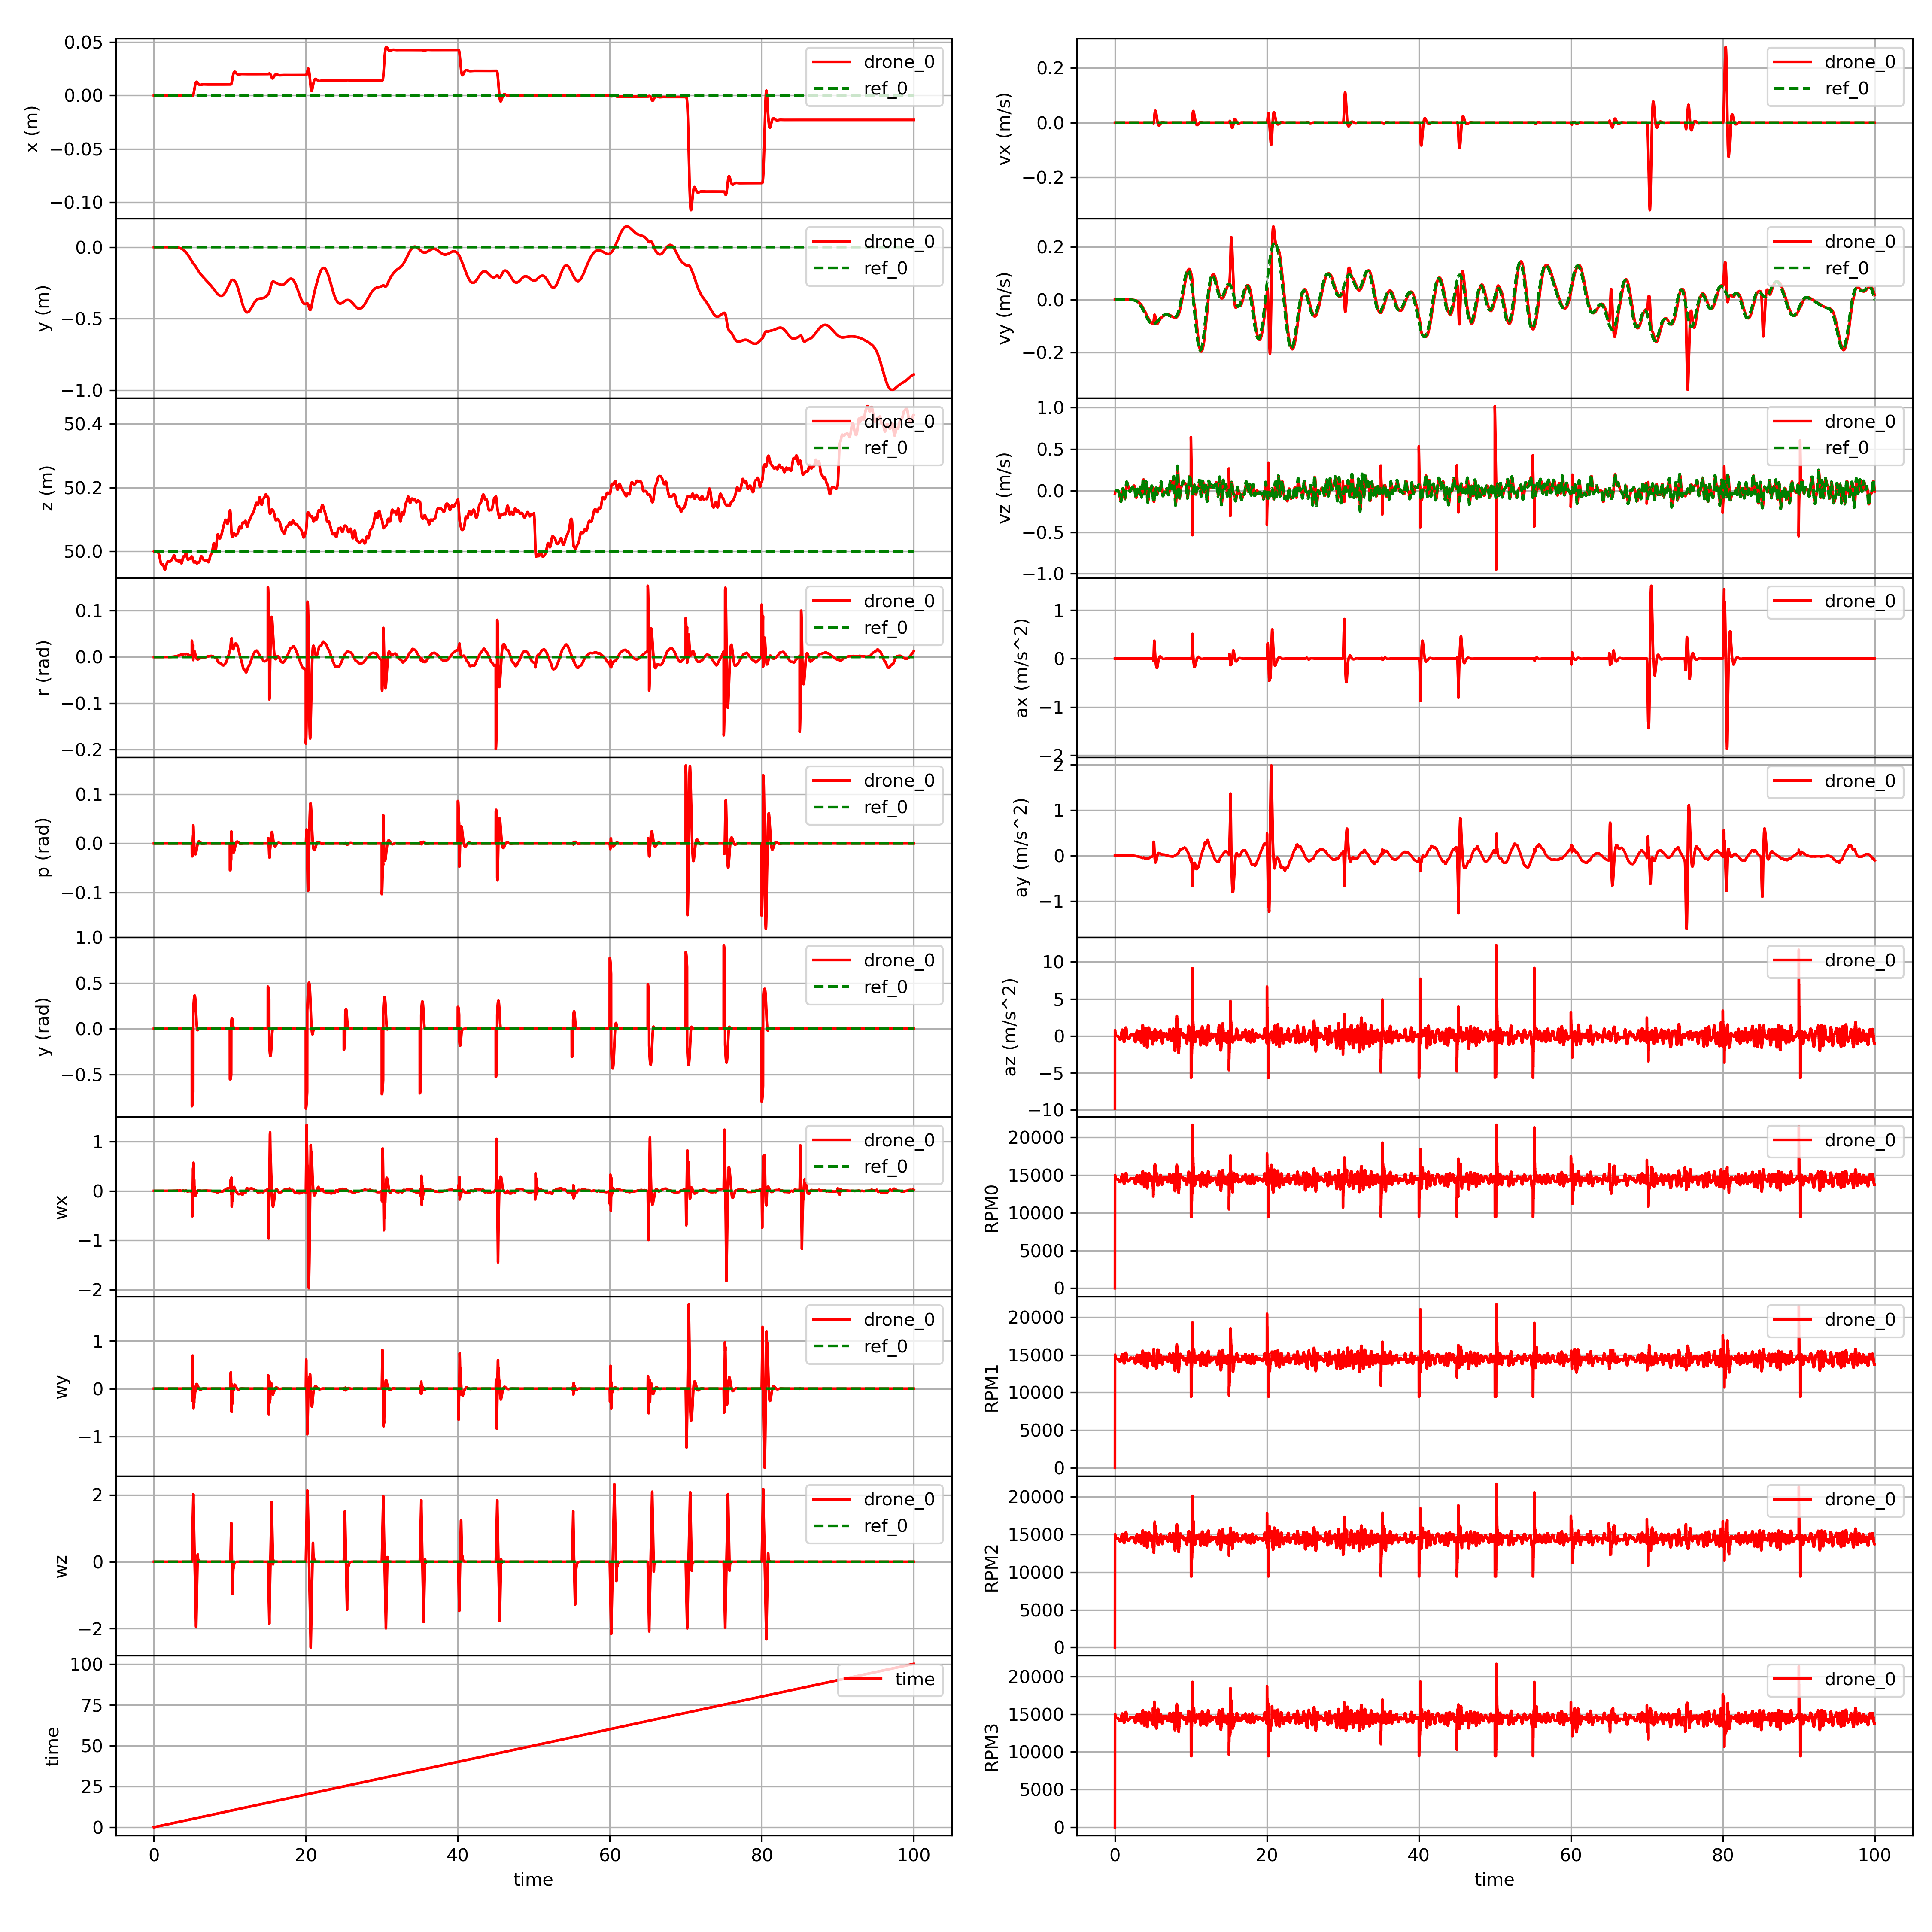 0.05
0.00
−0.05
−0.10
x (m)
drone_0
ref_0
0.0
−0.5
−1.0
y (m)
drone_0
ref_0
50.4
50.2
50.0
z (m)
drone_0
ref_0
0.1
0.0
−0.1
−0.2
r (rad)
drone_0
ref_0
0.1
0.0
−0.1
p (rad)
drone_0
ref_0
1.0
0.5
0.0
−0.5
y (rad)
drone_0
ref_0
1
0
−1
−2
wx
drone_0
ref_0
1
0
−1
wy
drone_0
ref_0
2
0
−2
wz
drone_0
ref_0
100
75
50
25
0
time
time
0
20
40
60
80
100
time
0.2
0.0
−0.2
vx (m/s)
drone_0
ref_0
0.2
0.0
−0.2
vy (m/s)
drone_0
ref_0
1.0
0.5
0.0
−0.5
−1.0
vz (m/s)
drone_0
ref_0
1
0
−1
−2
ax (m/s^2)
drone_0
2
1
0
−1
ay (m/s^2)
drone_0
10
5
0
−5
−10
az (m/s^2)
drone_0
20000
15000
10000
5000
0
RPM0
drone_0
20000
15000
10000
5000
0
RPM1
drone_0
20000
15000
10000
5000
0
RPM2
drone_0
20000
15000
10000
5000
0
RPM3
drone_0
0
20
40
60
80
100
time